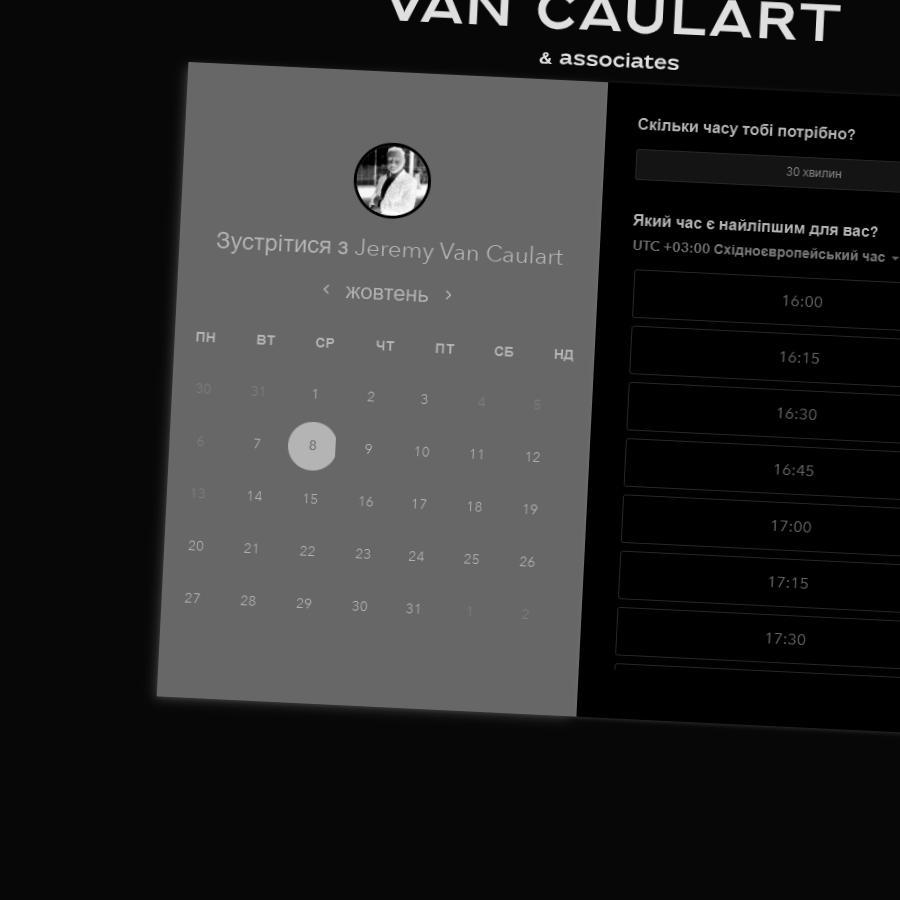 VAN CAULART
& associates
Зустрітися з Jeremy Van Caulart
жовтень
ПН ВТ СР ЧТ ПТ СБ НД
30 31 1 2 3 4 5
6 7 8 9 10 11 12
13 14 15 16 17 18 19
20 21 22 23 24 25 26
27 28 29 30 31 1 2
Скільки часу тобі потрібно?
30 хвилин
Який час є найліпшим для вас?
UTC +03:00 Східноєвропейський час
16:00
16:15
16:30
16:45
17:00
17:15
17:30